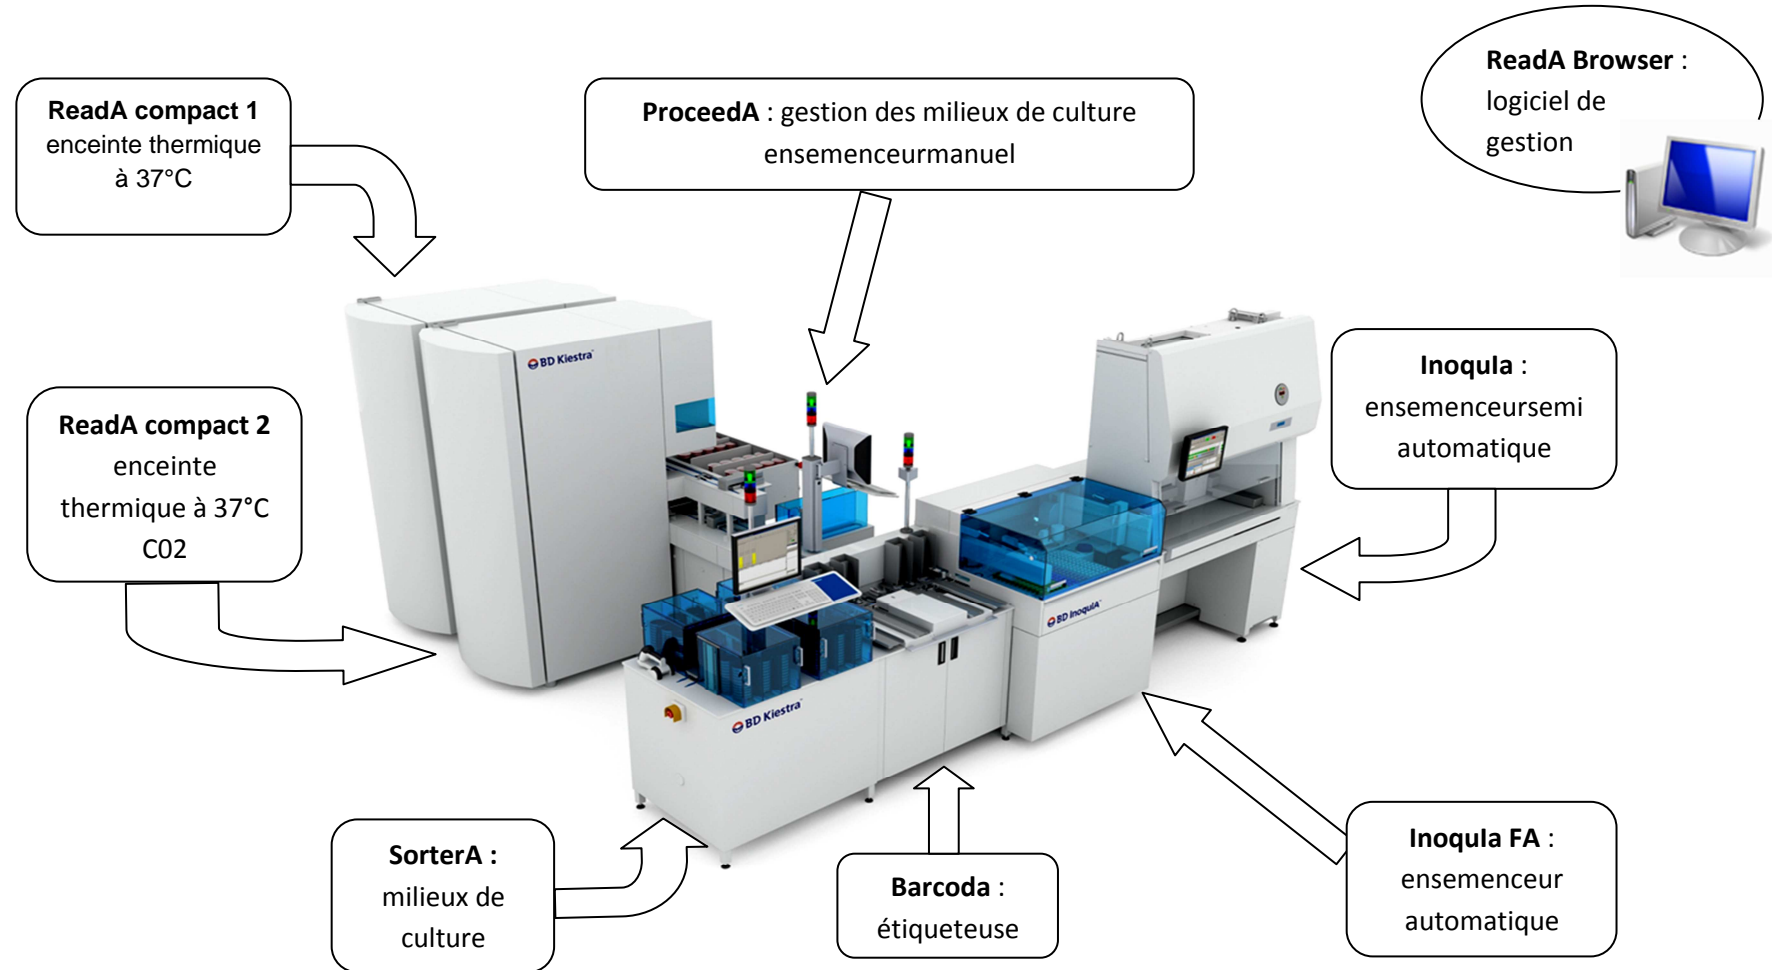 ReadA compact 1
enceinte thermique
à 37°C
ProceedA : gestion des milieux de culture
ensemenceurmanuel
ReadA Browser :
logiciel de
gestion
ReadA compact 2
enceinte
thermique à 37°C
C02
BD Kiestra
Inoqula :
ensemenceursemi
automatique
BD InoqulA
BD Kiestra
SorterA :
milieux de
culture
Barcoda :
étiqueteuse
Inoqula FA :
ensemenceur
automatique